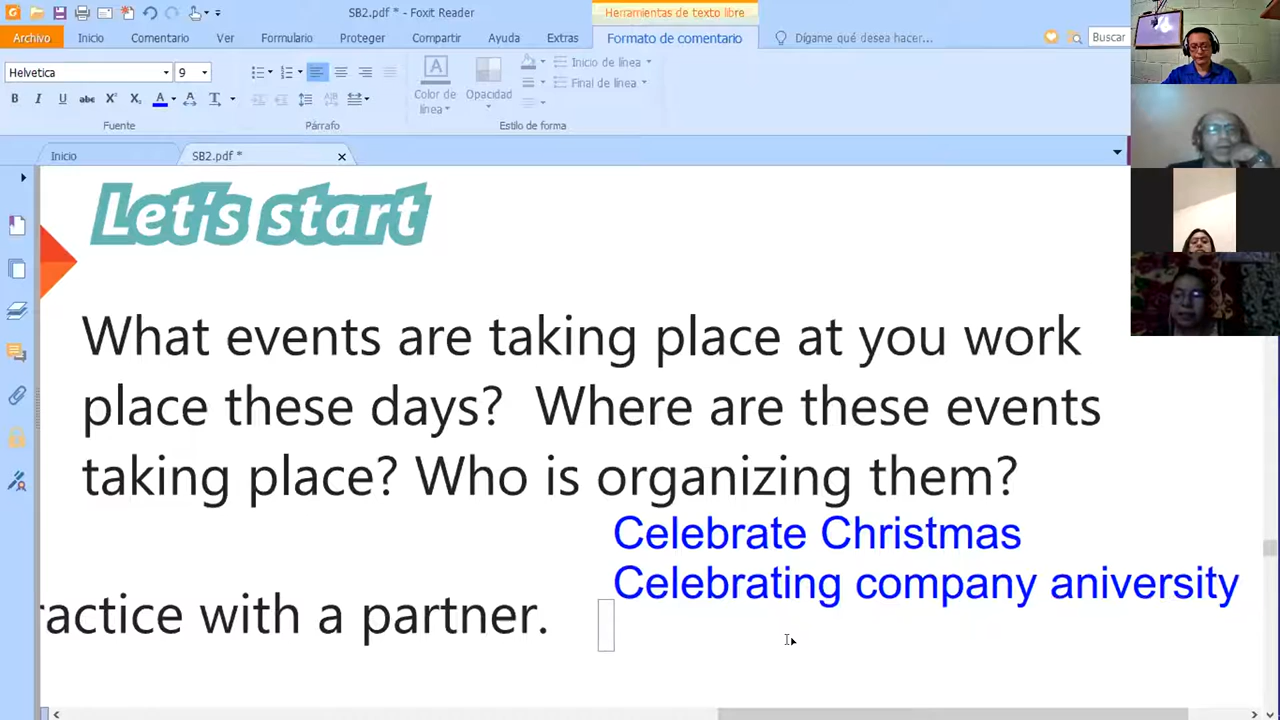 SB2.pdf * - Foxit Reader
Herramientas de texto libre
Archivo Inicio Comentario Ver Formulario Proteger Compartir Ayuda Extras Formato de comentario Dígame qué desea hacer... Buscar
Helvetica 9
Color de línea
Opacidad
Inicio de línea
Final de línea
Fuente Párrafo Estilo de forma
Inicio SB2.pdf *
Let's start
What events are taking place at you work
place these days? Where are these events
taking place? Who is organizing them?
Celebrate Christmas
Celebrating company aniversity
ractice with a partner.